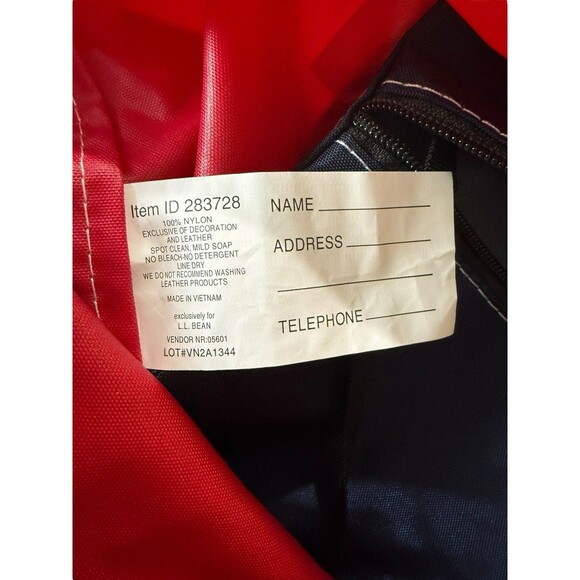 Item ID 283728
100% NYLON
EXCLUSIVE OF DECORATION
AND LEATHER
SPOT CLEAN, MILD SOAP
NO BLEACH-NO DETERGENT
LINE DRY
WE DO NOT RECOMMEND WASHING
LEATHER PRODUCTS
MADE IN VIETNAM
exclusively for
L.L. BEAN
VENDOR NR:05601
LOT#VN2A1344
NAME
ADDRESS
TELEPHONE